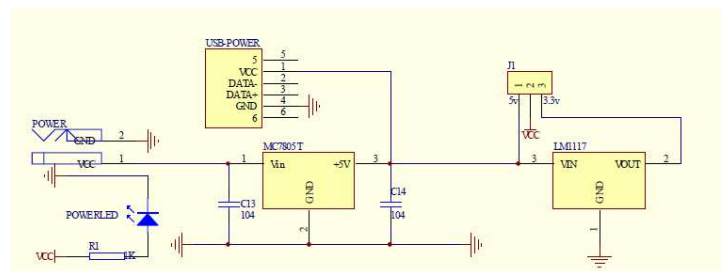 USB-POWER
5 5
VCC 1
DATA- 2
DATA+ 3
GND 4
6 6
J1
1 2 3
5v 3.3v
VCC
POWER
GND 2
VCC 1
MC7805T
1 Vin +5V 3
GND
2
LM1117
3 VIN VOUT 2
GND
1
C13
104
C14
104
POWERLED
R1
VCC 1K